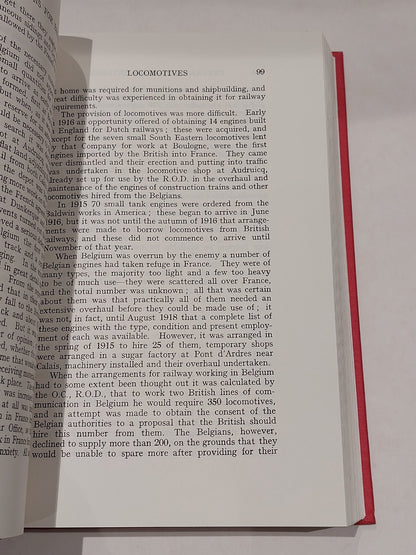 LOCOMOTIVES 99
at home was required for munitions and shipbuilding, and
great difficulty was experienced in obtaining it for railway
requirements.
The provision of locomotives was more difficult. Early
in 1916 an opportunity offered of obtaining 14 engines built
in England for Dutch railways ; these were acquired, and
except for the seven small South Eastern locomotives lent
by that Company for work at Boulogne, were the first
engines imported by the British into France. They came
over dismantled and their erection and putting into traffic
was undertaken in the locomotive shop at Audruicq,
already set up for use by the R.O.D. in the overhaul and
maintenance of the engines of construction trains and other
locomotives hired from the Belgians.
In 1915 70 small tank engines were ordered from the
Baldwin works in America ; these began to arrive in June
1916, but it was not until the autumn of 1916 that arrange-
ments were made to borrow locomotives from British
railways, and these did not commence to arrive until
November of that year.
When Belgium was overrun by the enemy a number of
Belgian engines had taken refuge in France. They were of
many types, the majority too light and a few too heavy
to be much use—they were scattered all over France,
and the total number was unknown ; all that was certain
about them was that practically all of them needed an
extensive overhaul before they could be made use of ; it
was not, in fact, until August 1918 that a complete list of
these engines with the type, condition and present employ-
ment of each was available. However, it was arranged in
the spring of 1915 to hire 25 of them, temporary shops
were arranged in a sugar factory at Pont d'Ardres near
Calais, machinery installed and their overhaul undertaken.
When the arrangements for railway working in Belgium
had to some extent been thought out it was calculated by
the O.C., R.O.D., that to work two British lines of com-
munication in Belgium he would require 350 locomotives,
and an attempt was made to obtain the consent of the
Belgian authorities to a proposal that the British should
hire this number from them. The Belgians, however,
declined to supply more than 200, on the grounds that they
would be unable to spare more after providing for their